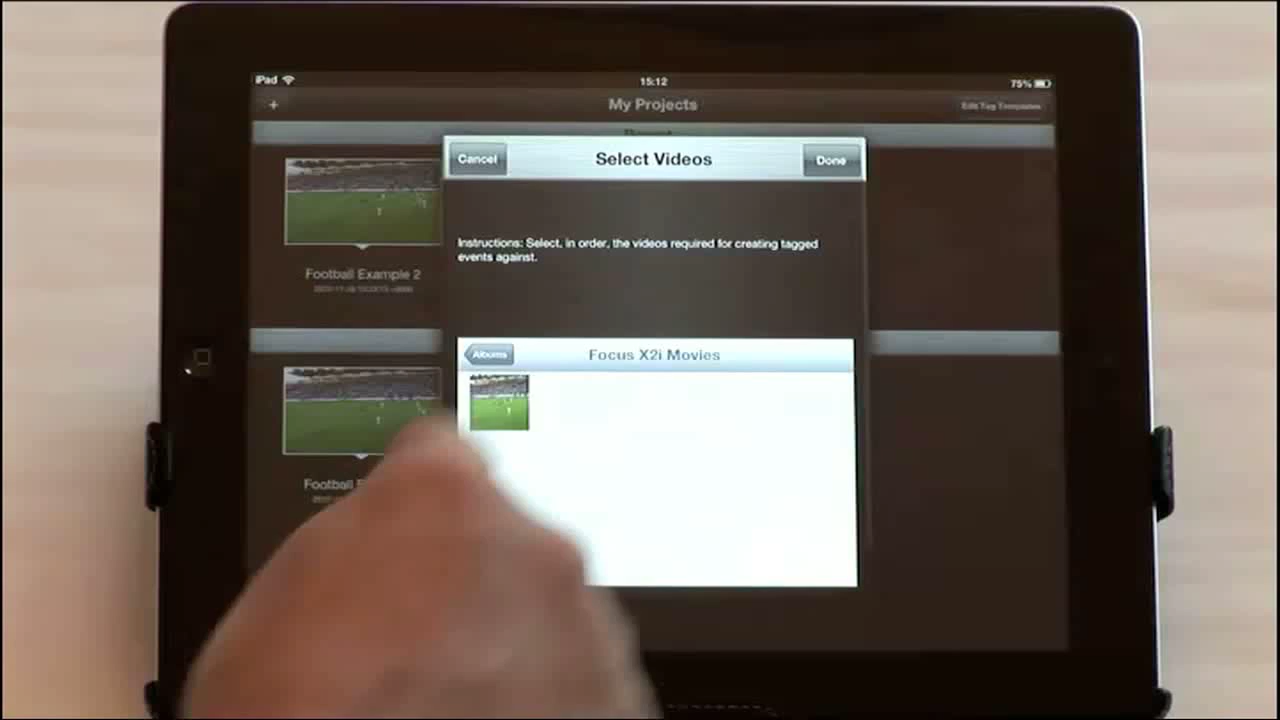 iPad 15:12 75%
+ My Projects Edit Tag Templates
Cancel Select Videos Done
Instructions: Select, in order, the videos required for creating tagged
events against.
Football Example 2
Albums Focus X2i Movies
Football